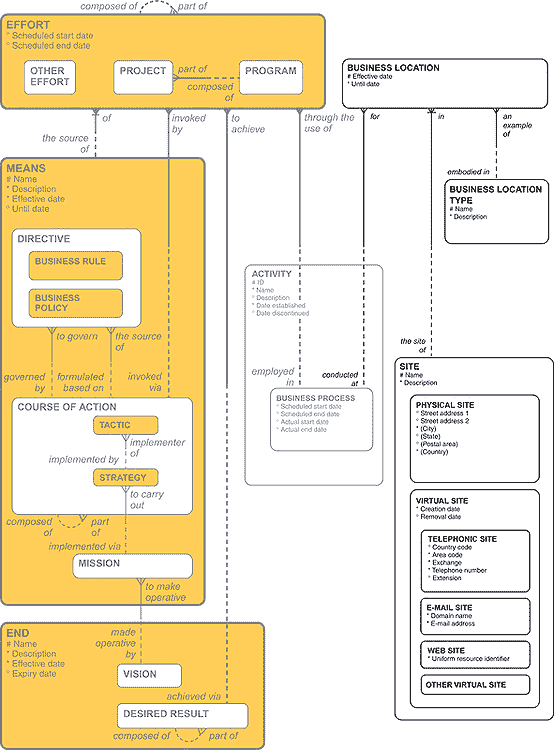 composed of
part of
EFFORT
° Scheduled start date
° Scheduled end date
OTHER
EFFORT
PROJECT
part of
composed
of
PROGRAM
of
the source
of
invoked
by
to
achieve
through the
use of
for
BUSINESS LOCATION
# Effective date
° Until date
in
an
example
of
embodied in
BUSINESS LOCATION
TYPE
# Name
* Description
MEANS
# Name
* Description
* Effective date
° Until date
DIRECTIVE
BUSINESS RULE
BUSINESS
POLICY
to govern
the source
of
governed
by
formulated
based on
invoked
via
COURSE OF ACTION
TACTIC
implementer
of
implemented by
STRATEGY
to carry
out
composed
of
part
of
implemented via
MISSION
to make
operative
ACTIVITY
# ID
* Name
° Description
* Date established
° Date discontinued
employed
in
conducted
at
BUSINESS PROCESS
° Scheduled start date
° Scheduled end date
° Actual start date
° Actual end date
END
# Name
* Description
* Effective date
° Expiry date
made
operative
by
VISION
achieved via
DESIRED RESULT
composed
of
part of
the site
of
SITE
# Name
* Description
PHYSICAL SITE
° Street address 1
° Street address 2
* (City)
* (State)
* (Postal area)
* (Country)
VIRTUAL SITE
* Creation date
° Removal date
TELEPHONIC SITE
° Country code
* Area code
* Exchange
* Telephone number
° Extension
E-MAIL SITE
* Domain name
* E-mail address
WEB SITE
* Uniform resource identifier
OTHER VIRTUAL SITE